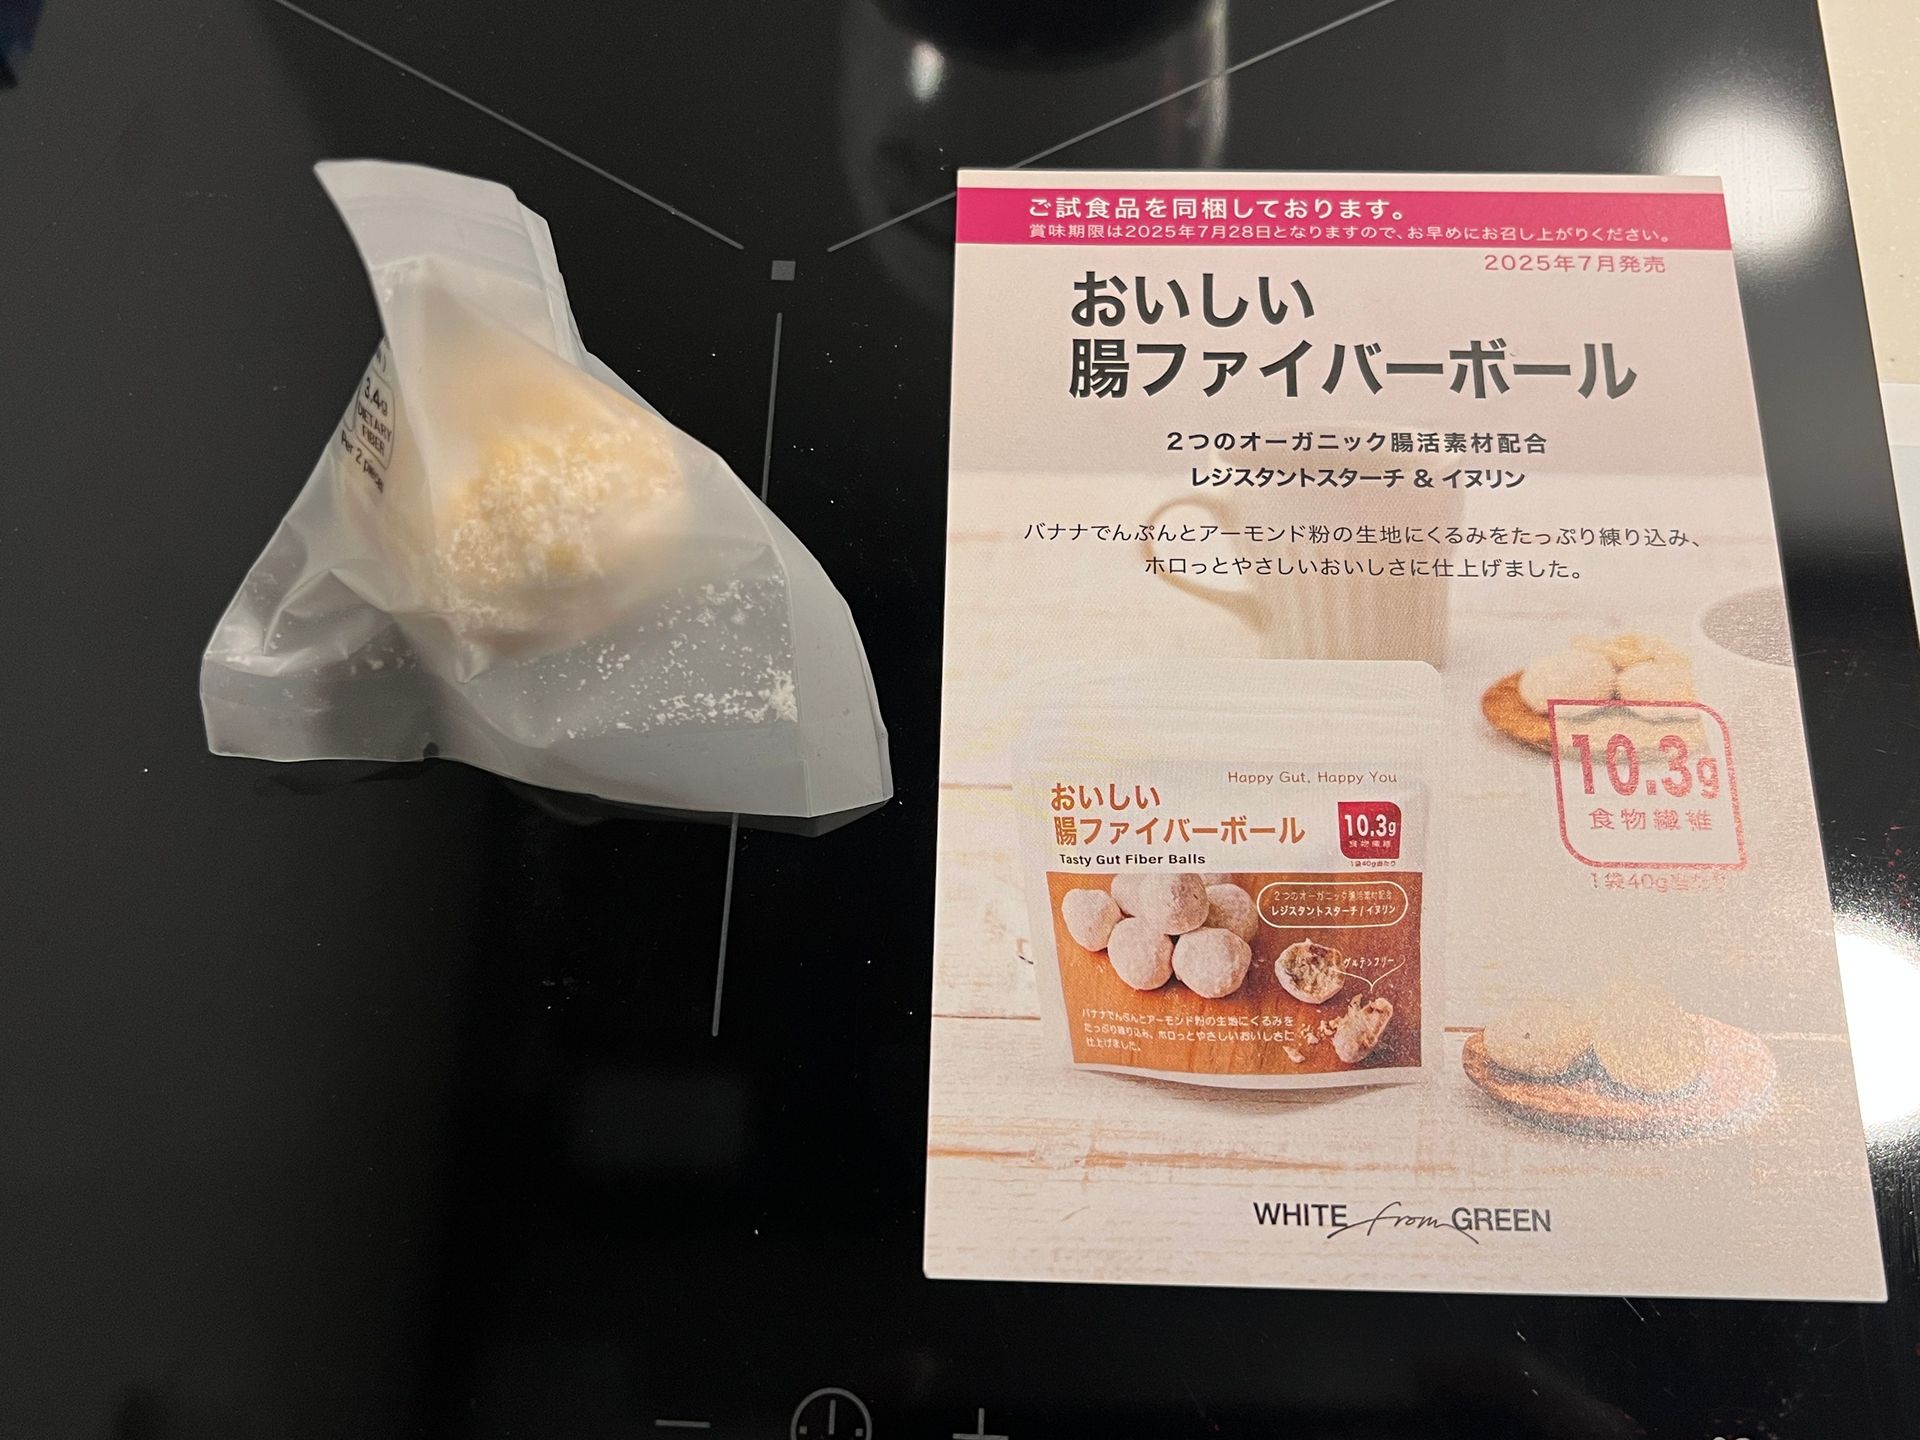 3.4g
DIETARY
FIBER
Per 2 pieces
ご試食品を同梱しております。
賞味期限は2025年7月28日となりますので、お早めにお召し上がりください。
2025年7月発売
おいしい
腸ファイバーボール
2つのオーガニック腸活素材配合
レジスタントスターチ & イヌリン
バナナでんぷんとアーモンド粉の生地にくるみをたっぷり練り込み、
ホロっとやさしいおいしさに仕上げました。
10.3g
食物繊維
1袋40g当たり
Happy Gut, Happy You
おいしい
腸ファイバーボール
Tasty Gut Fiber Balls
10.3g
食物繊維
1袋40g当たり
2つのオーガニック腸活素材配合
レジスタントスターチ/イヌリン
グルテンフリー
バナナでんぷんとアーモンド粉の生地にくるみを
たっぷり練り込み、ホロっとやさしいおいしさに
仕上げました。
WHITE from GREEN